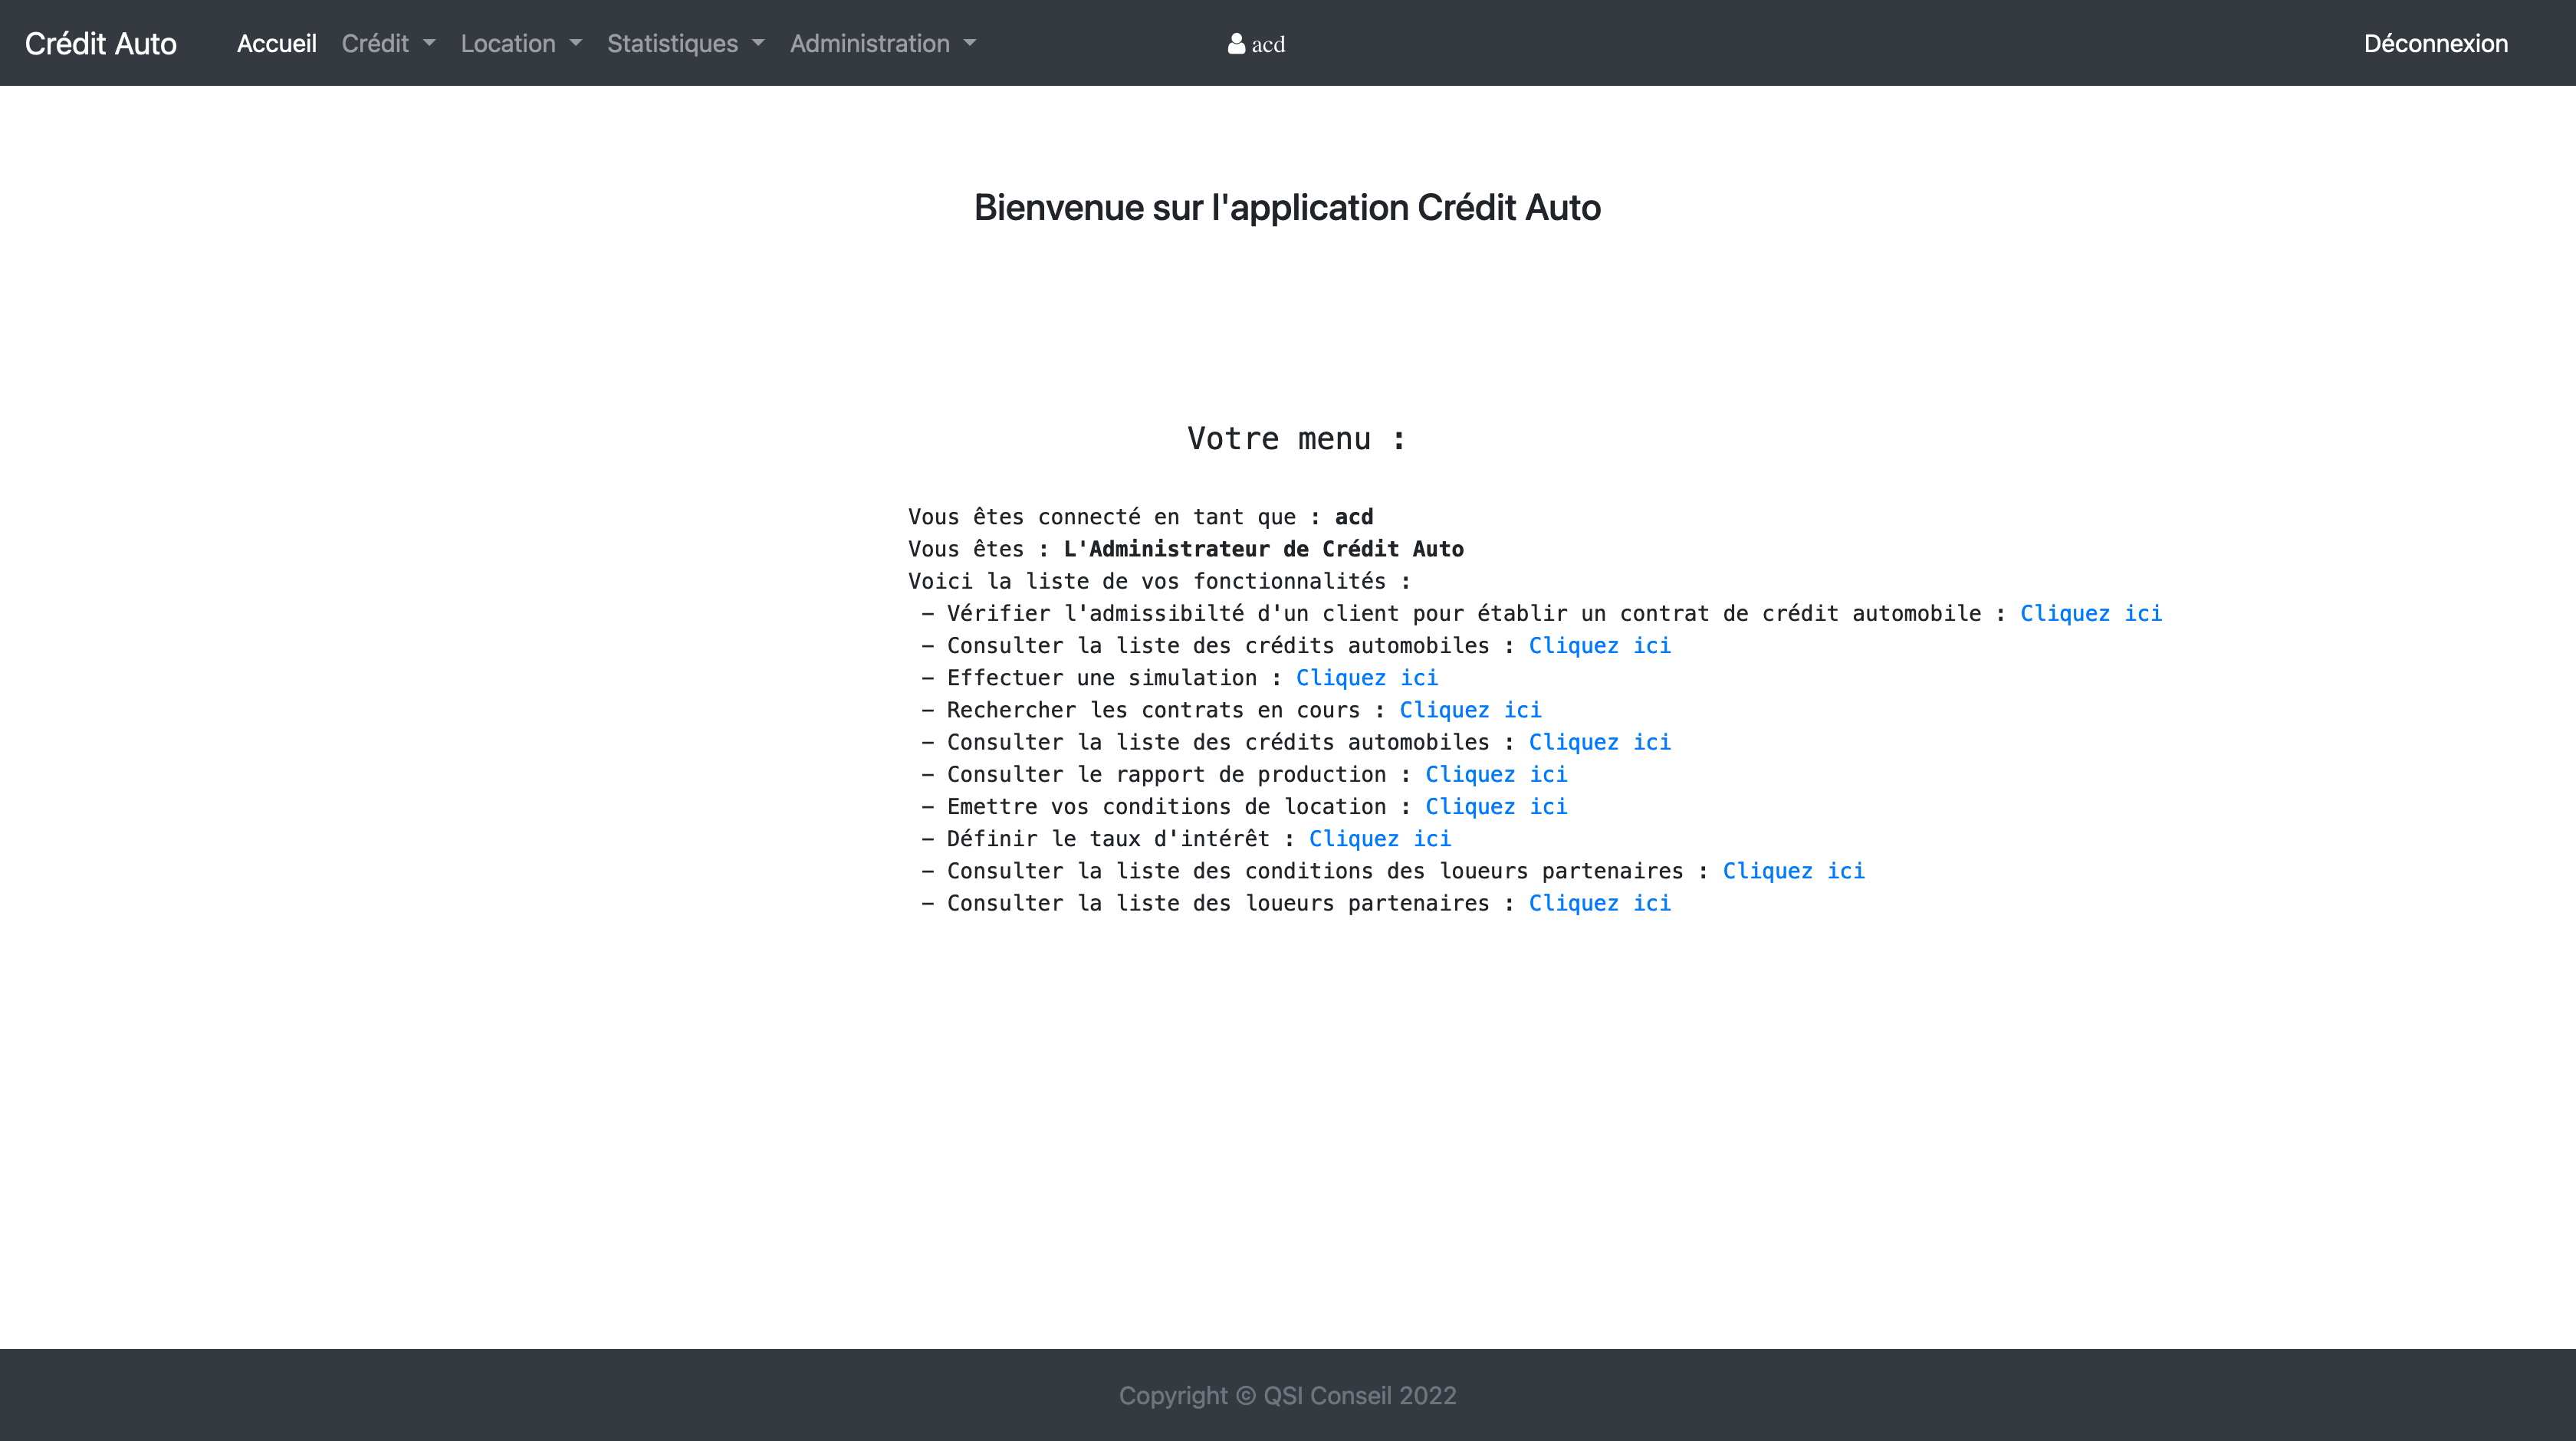 Crédit Auto Accueil Crédit Location Statistiques Administration acd Déconnexion
Bienvenue sur l'application Crédit Auto
Votre menu :
Vous êtes connecté en tant que : acd
Vous êtes : L'Administrateur de Crédit Auto
Voici la liste de vos fonctionnalités :
– Vérifier l'admissibilté d'un client pour établir un contrat de crédit automobile : Cliquez ici
– Consulter la liste des crédits automobiles : Cliquez ici
– Effectuer une simulation : Cliquez ici
– Rechercher les contrats en cours : Cliquez ici
– Consulter la liste des crédits automobiles : Cliquez ici
– Consulter le rapport de production : Cliquez ici
– Emettre vos conditions de location : Cliquez ici
– Définir le taux d'intérêt : Cliquez ici
– Consulter la liste des conditions des loueurs partenaires : Cliquez ici
– Consulter la liste des loueurs partenaires : Cliquez ici
Copyright © QSI Conseil 2022